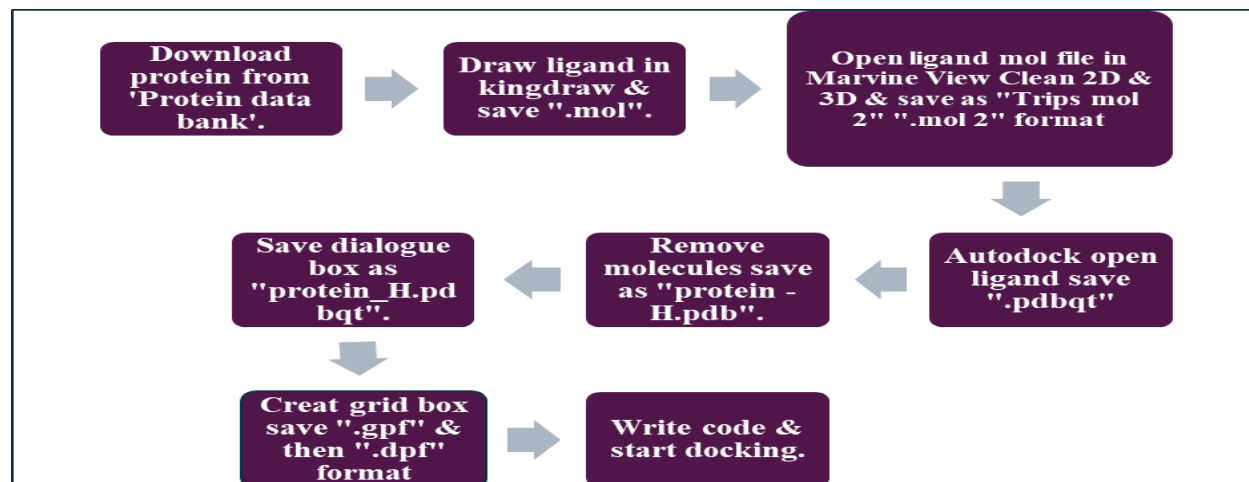 Download
protein from
'Protein data
bank'.
Draw ligand in
kingdraw &
save ".mol".
Open ligand mol file in
Marvine View Clean 2D &
3D & save as "Trips mol
2" ".mol 2" format
Autodock open
ligand save
".pdbqt"
Remove
molecules save
as "protein -
H.pdb".
Save dialogue
box as
"protein_H.pd
bqt".
Creat grid box
save ".gpf" &
then ".dpf"
format
Write code &
start docking.